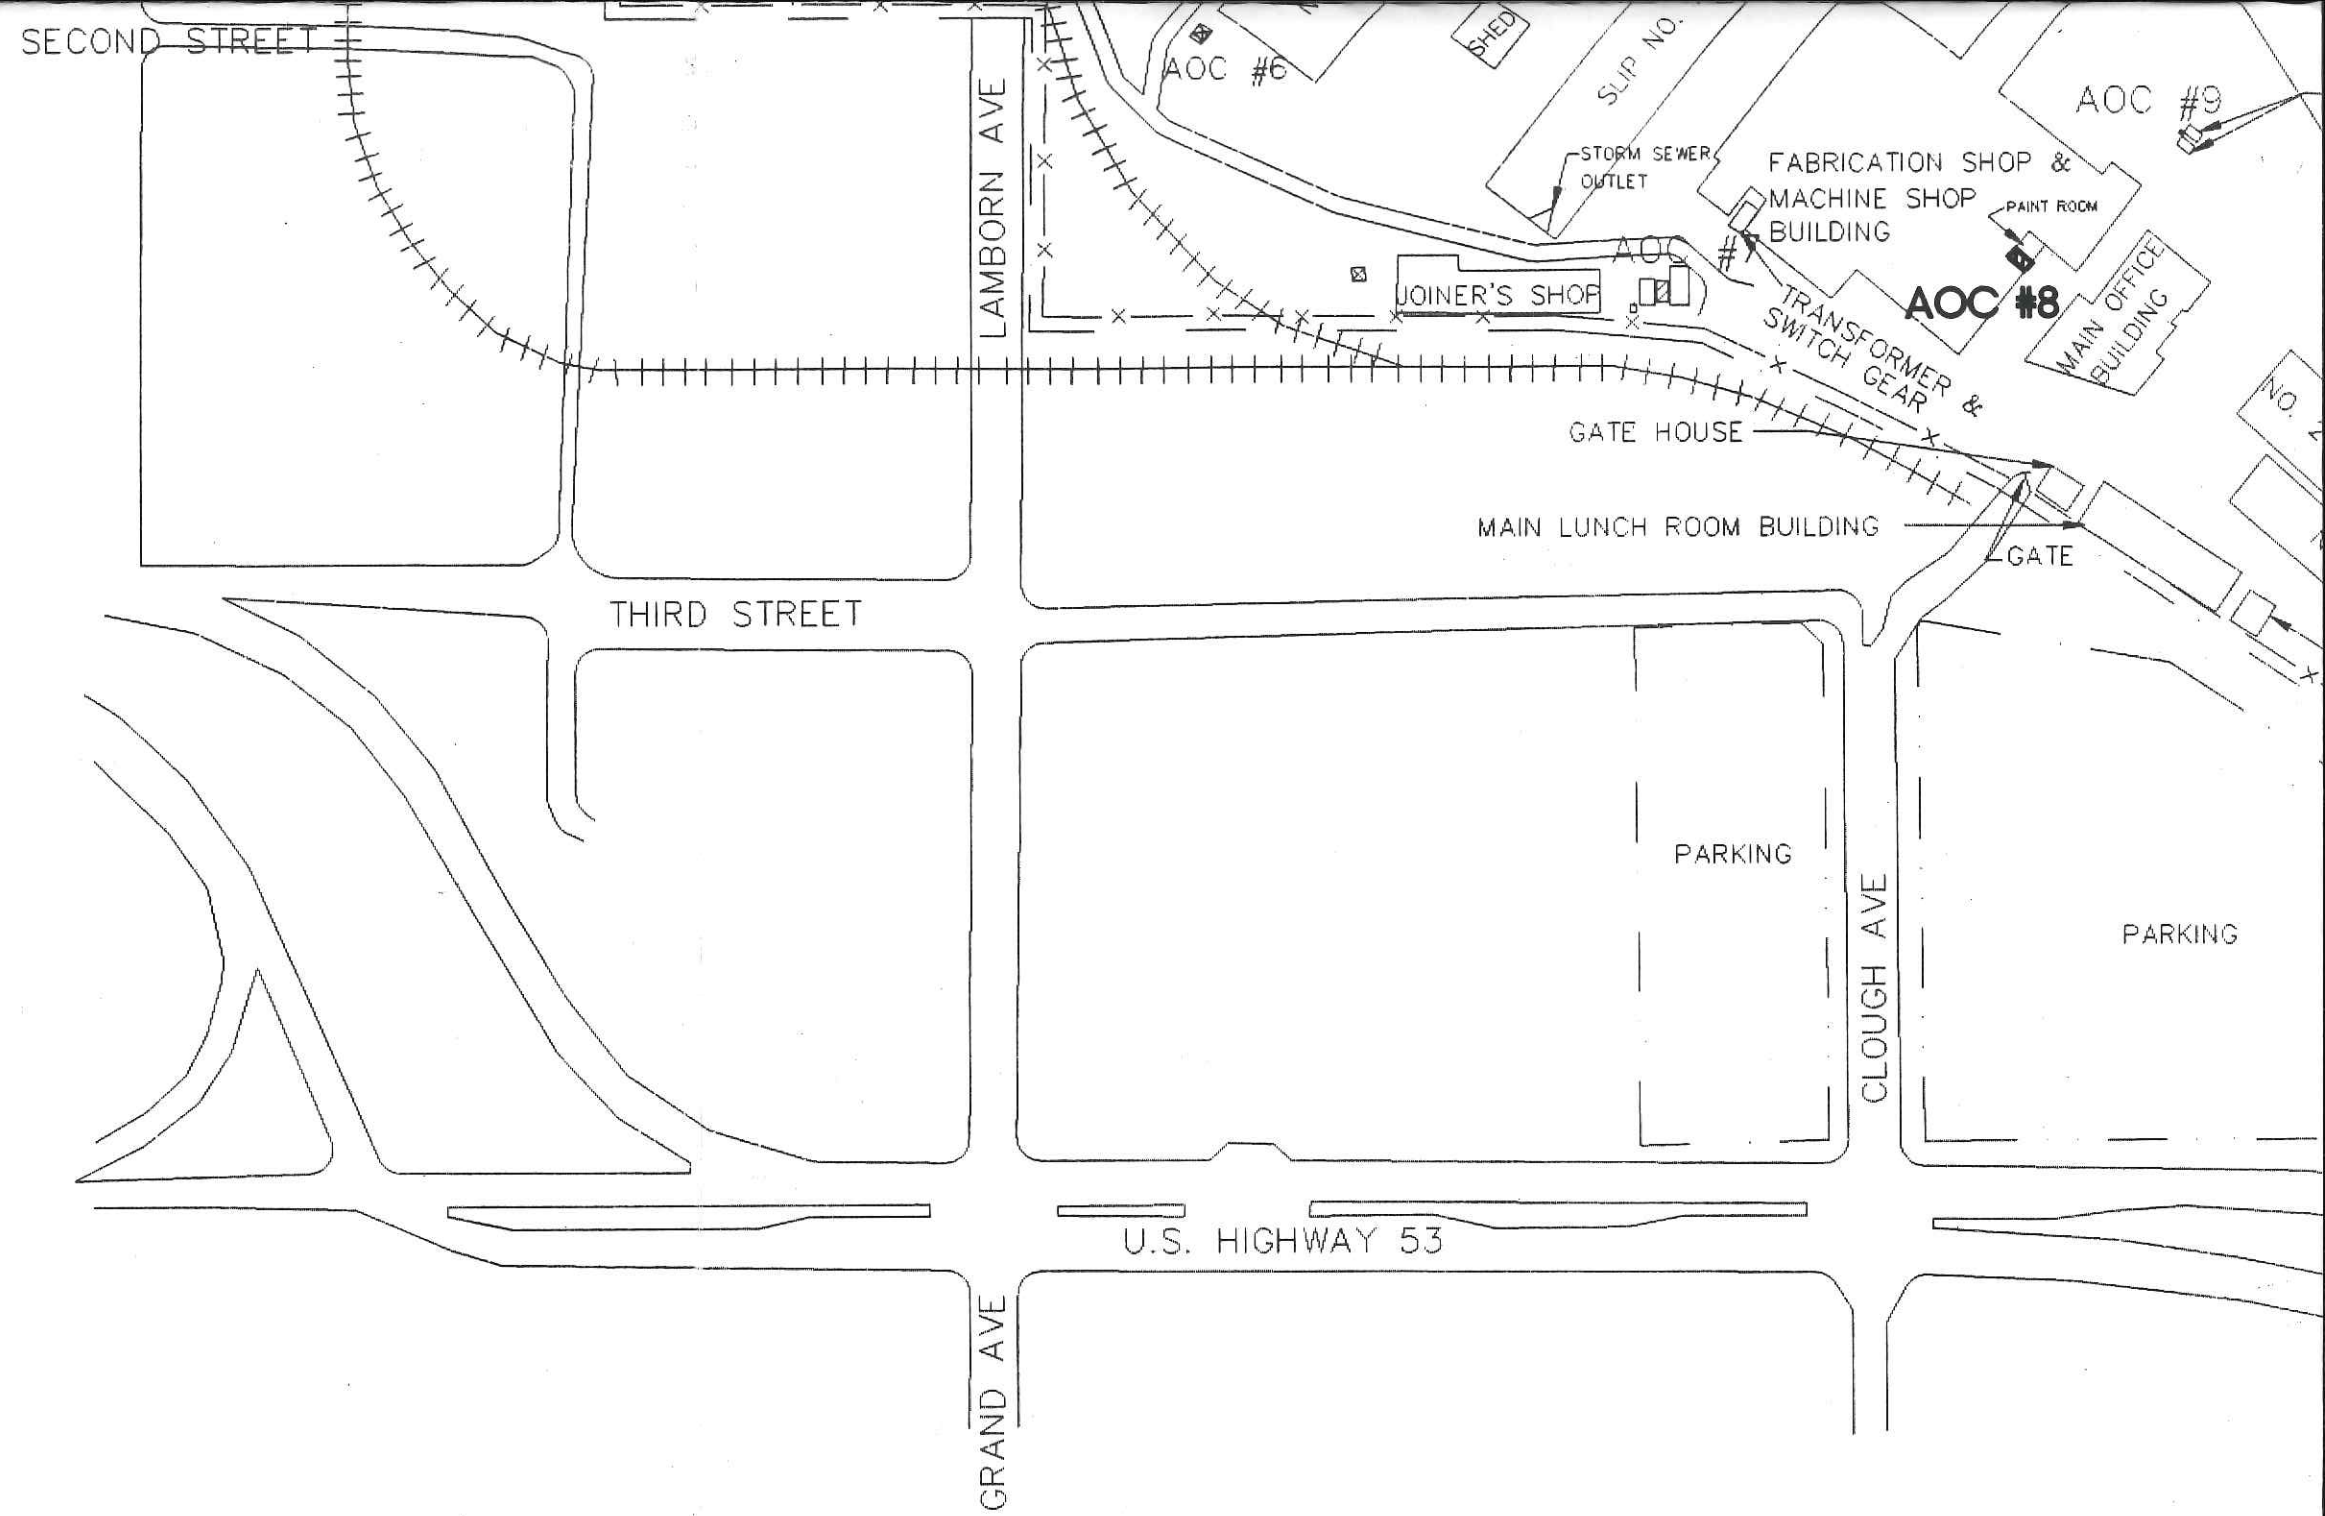 SECOND STREET
AOC #6
SHED
SLIP NO.
AOC #9
STORM SEWER
OUTLET
FABRICATION SHOP &
MACHINE SHOP
BUILDING
PAINT ROOM
LAMBORN AVE
AOC #7
JOINER'S SHOP
AOC #8
MAIN OFFICE
BUILDING
TRANSFORMER &
SWITCH GEAR
NO.
GATE HOUSE
MAIN LUNCH ROOM BUILDING
GATE
THIRD STREET
PARKING
CLOUGH AVE
PARKING
U.S. HIGHWAY 53
GRAND AVE